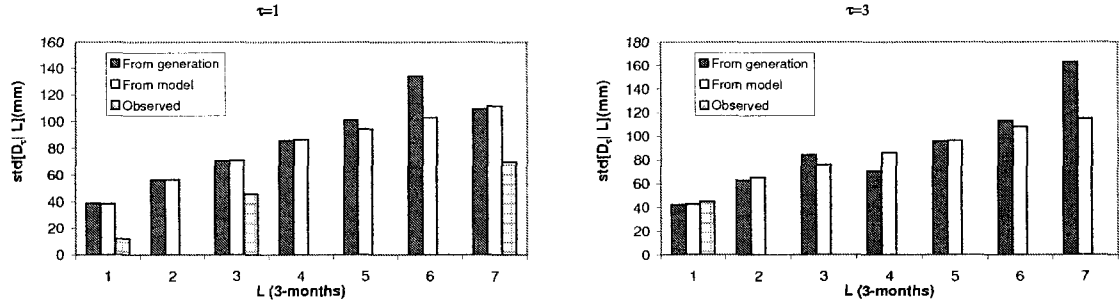 τ=1
160
140
120
100
80
60
40
20
0
std[Dτ| L](mm)
From generation
From model
Observed
1 2 3 4 5 6 7
L (3-months)
τ=3
180
160
140
120
100
80
60
40
20
0
std[Dτ| L](mm)
From generation
From model
Observed
1 2 3 4 5 6 7
L (3-months)